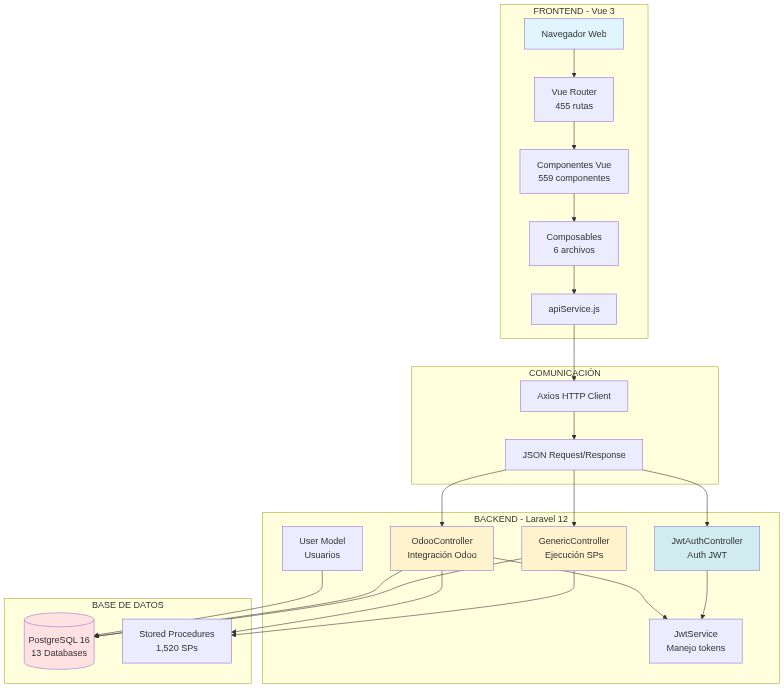 FRONTEND - Vue 3
Navegador Web
Vue Router
455 rutas
Componentes Vue
559 componentes
Composables
6 archivos
apiService.js
COMUNICACIÓN
Axios HTTP Client
JSON Request/Response
BACKEND - Laravel 12
User Model
Usuarios
OdooController
Integración Odoo
GenericController
Ejecución SPs
JwtAuthController
Auth JWT
JwtService
Manejo tokens
BASE DE DATOS
PostgreSQL 16
13 Databases
Stored Procedures
1,520 SPs